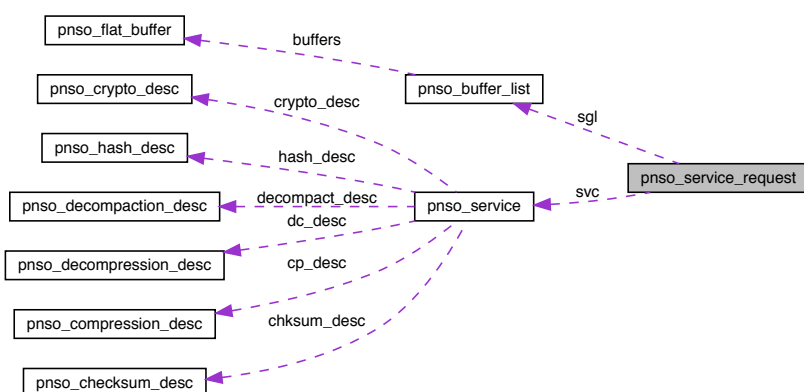 pnso_flat_buffer
buffers
pnso_crypto_desc
pnso_buffer_list
crypto_desc
sgl
pnso_hash_desc
hash_desc
pnso_service_request
svc
decompact_desc
pnso_decompaction_desc
pnso_service
dc_desc
pnso_decompression_desc
cp_desc
pnso_compression_desc
chksum_desc
pnso_checksum_desc